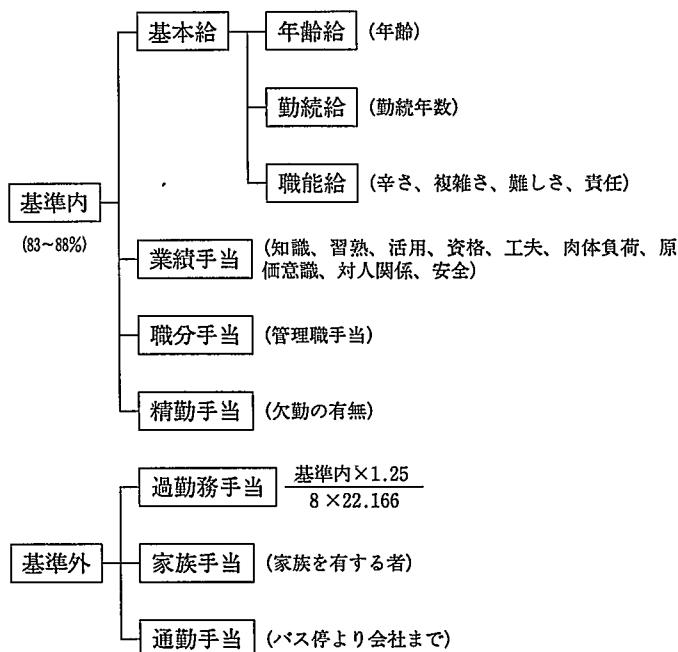 基本給
年齢給 (年齢)
勤続給 (勤続年数)
職能給 (辛さ、複雑さ、難しさ、責任)
基準内
(83~88%)
業績手当 (知識、習熟、活用、資格、工夫、肉体負荷、原
価意識、対人関係、安全)
職分手当 (管理職手当)
精勤手当 (欠勤の有無)
過勤務手当 基準内×1.25
8×22.166
基準外
家族手当 (家族を有する者)
通勤手当 (バス停より会社まで)